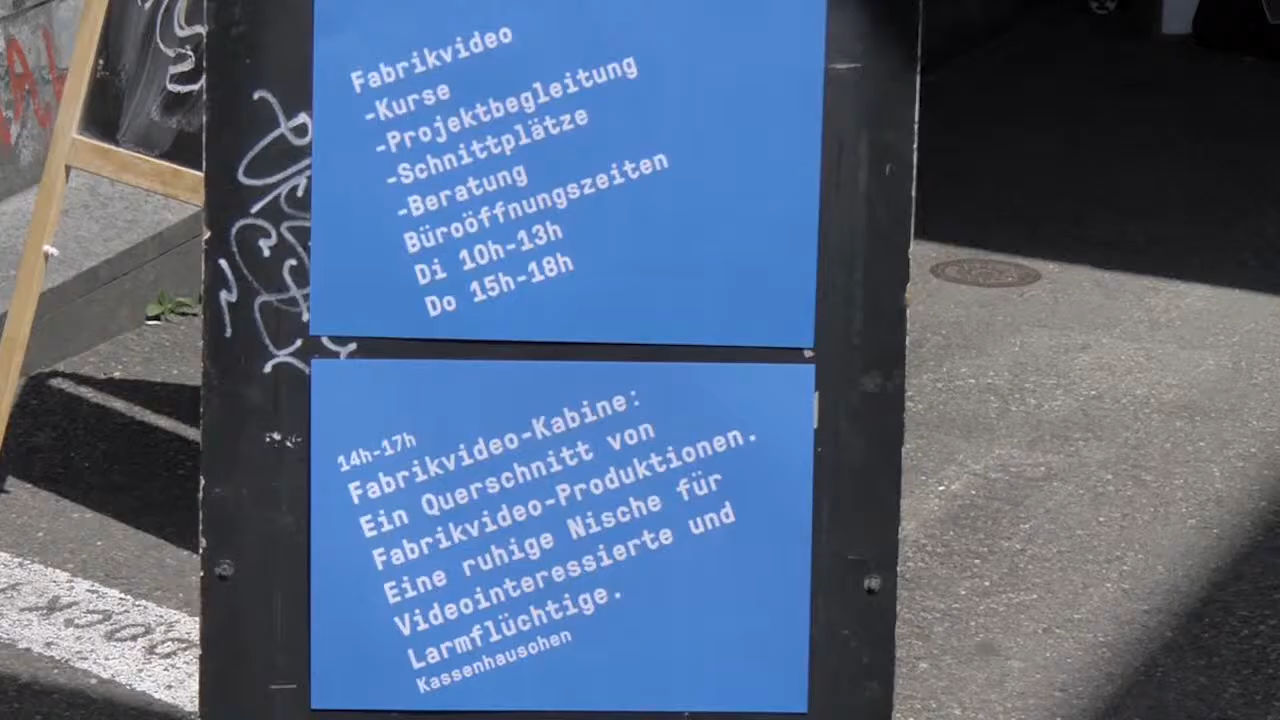 Fabrikvideo
-Kurse
-Projektbegleitung
-Schnittplätze
-Beratung
Büroöffnungszeiten
Di 10h-13h
Do 15h-18h
14h-17h
Fabrikvideo-Kabine:
Ein Querschnitt von
Fabrikvideo-Produktionen.
Eine ruhige Nische für
Videointeressierte und
Larmflüchtige.
Kassenhauschen